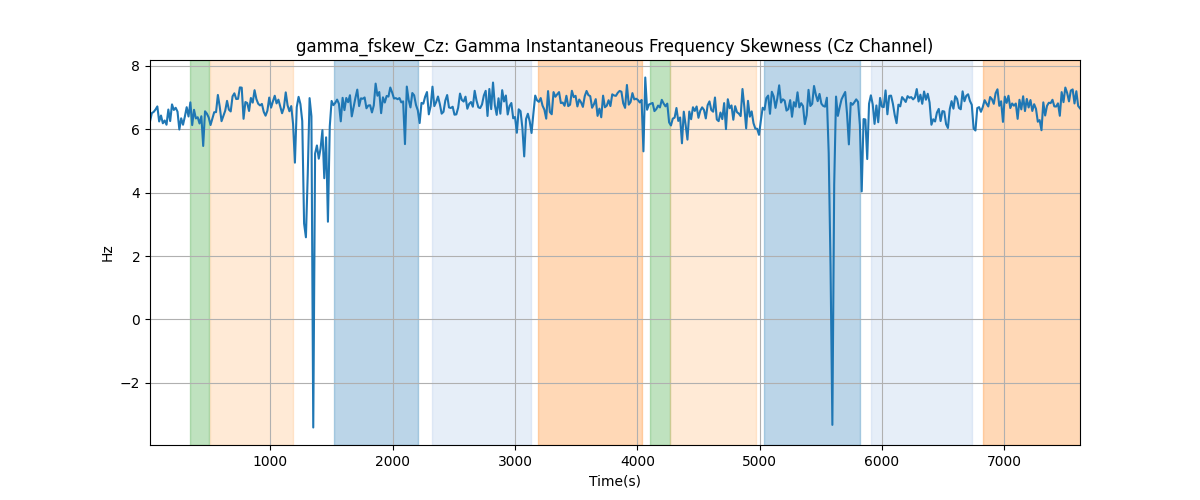 gamma_fskew_Cz: Gamma Instantaneous Frequency Skewness (Cz Channel)
8
6
4
2
0
−2
Hz
1000 2000 3000 4000 5000 6000 7000
Time(s)